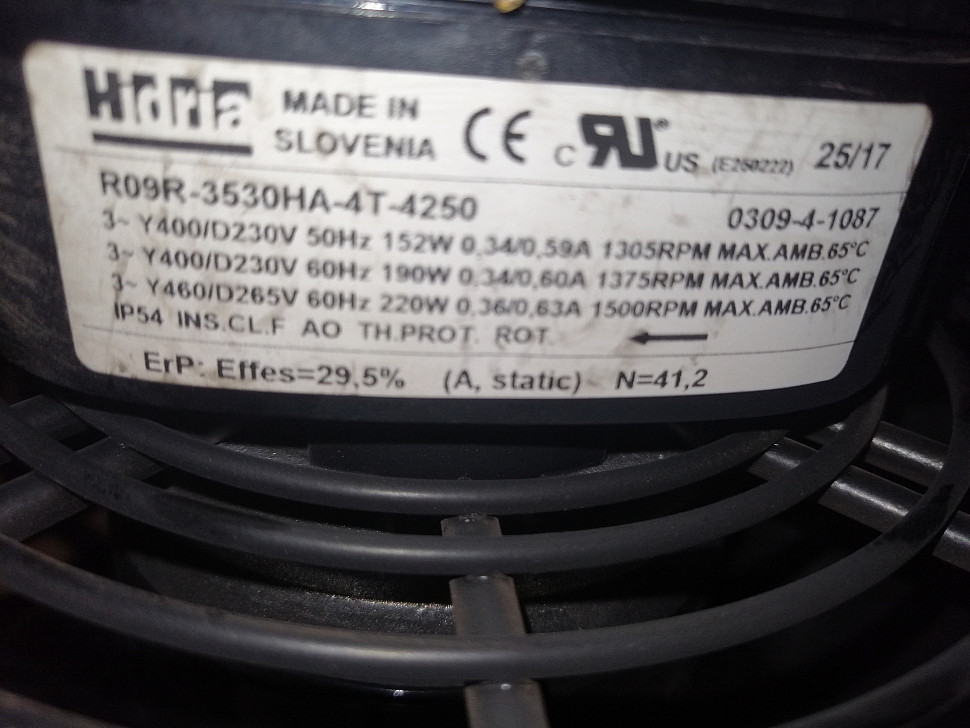 Hidria
MADE IN
SLOVENIA
CE
C RU® US (E250222) 25/17
R09R-3530HA-4T-4250
0309-4-1087
3~ Y400/D230V 50Hz 152W 0,34/0,59A 1305RPM MAX.AMB.65°C
3~ Y400/D230V 60Hz 190W 0,34/0,60A 1375RPM MAX.AMB.65°C
3~ Y460/D265V 60Hz 220W 0,36/0,63A 1500RPM MAX.AMB.65°C
IP54 INS.CL.F AO TH.PROT. ROT.
ErP: Effes=29,5% (A, static) N=41,2